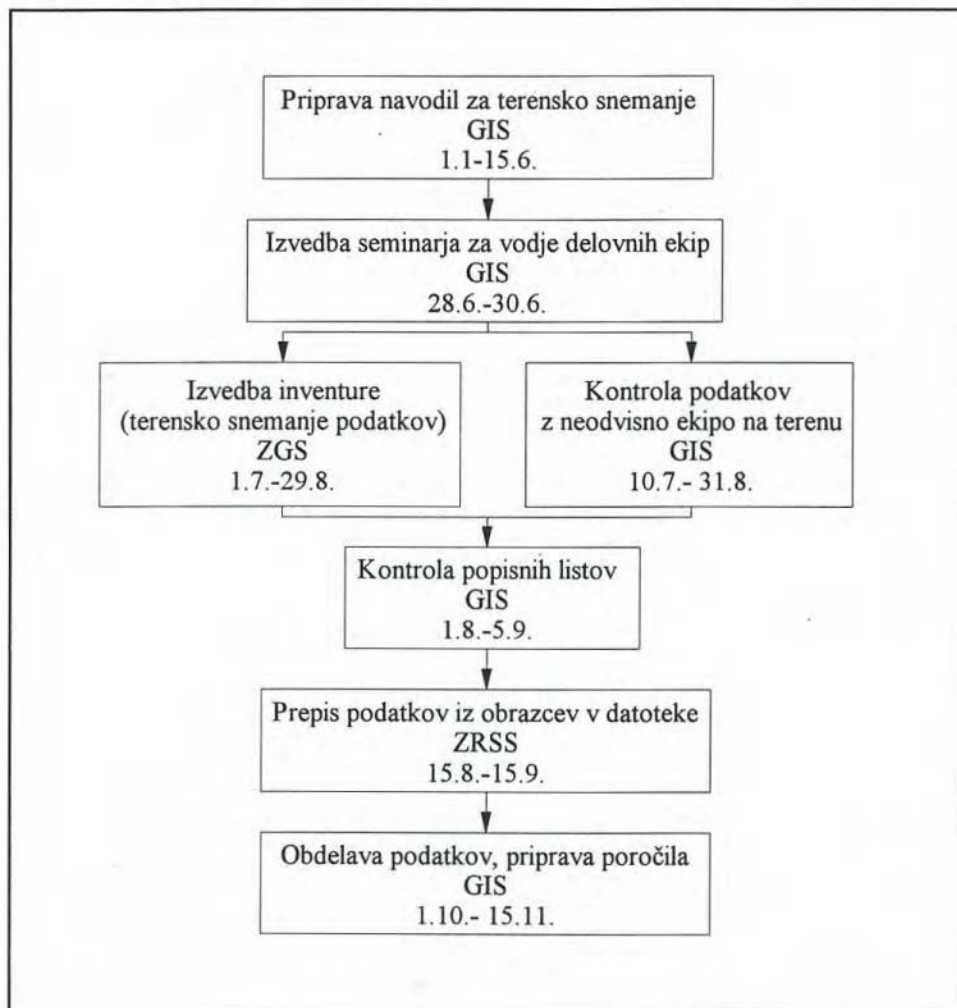 Priprava navodil za terensko snemanje
GIS
1.1-15.6.
Izvedba seminarja za vodje delovnih ekip
GIS
28.6.-30.6.
Izvedba inventure
(terensko snemanje podatkov)
ZGS
1.7.-29.8.
Kontrola podatkov
z neodvisno ekipo na terenu
GIS
10.7.- 31.8.
Kontrola popisnih listov
GIS
1.8.-5.9.
Prepis podatkov iz obrazcev v datoteke
ZRSS
15.8.-15.9.
Obdelava podatkov, priprava poročila
GIS
1.10.- 15.11.